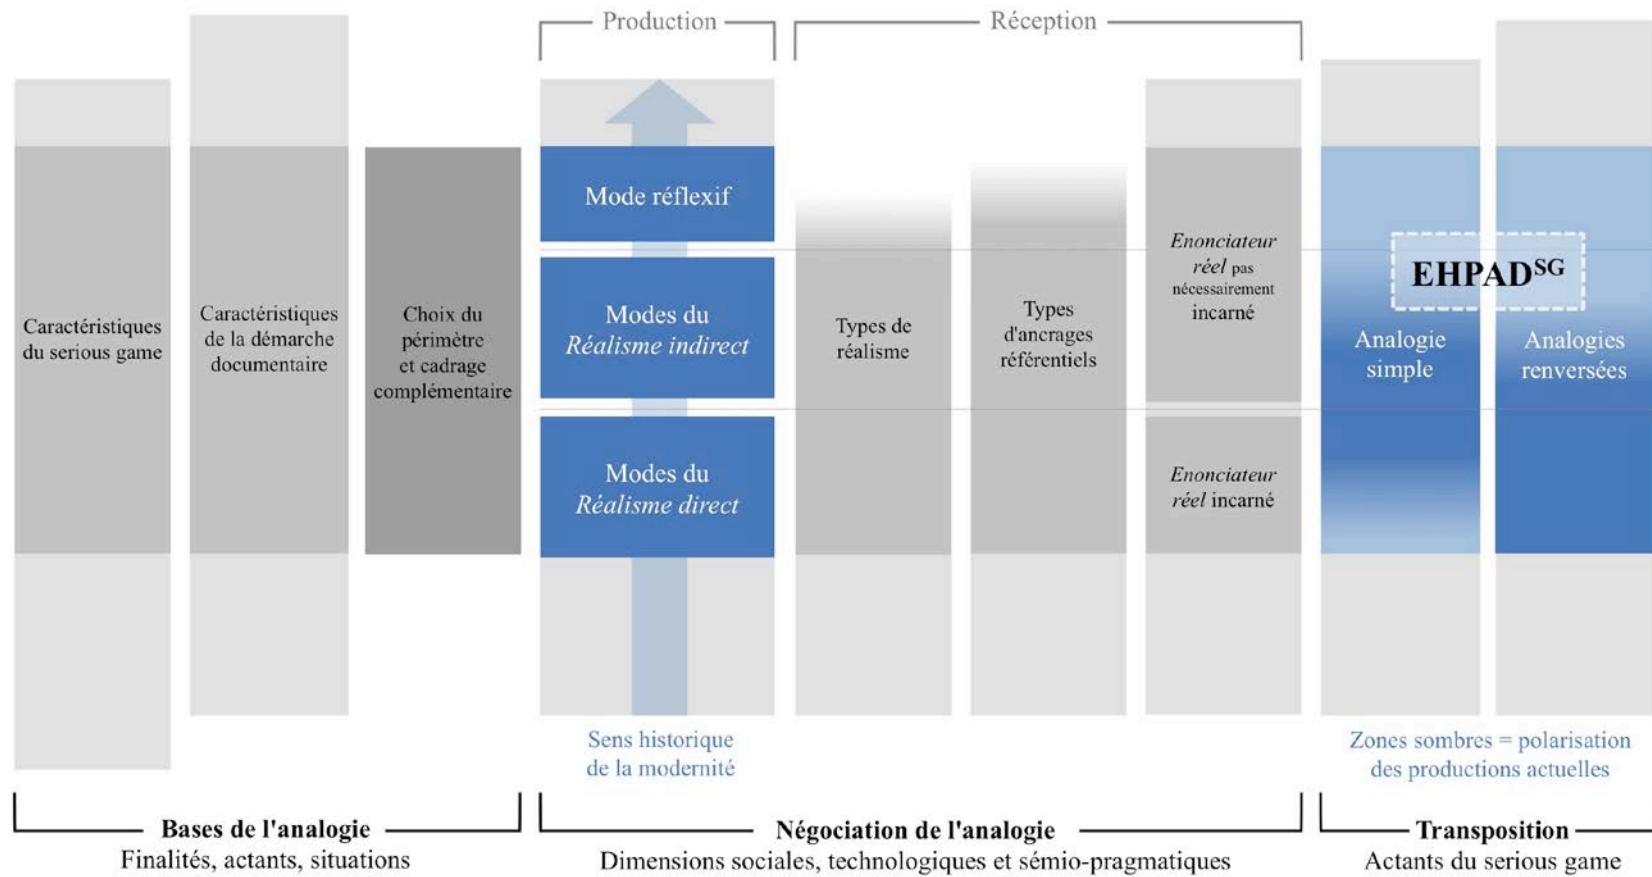 Production
Réception
Caractéristiques
du serious game
Caractéristiques
de la démarche
documentaire
Choix du
périmètre
et cadrage
complémentaire
Mode réflexif
Modes du
Réalisme indirect
Modes du
Réalisme direct
Types de
réalisme
Types
d'ancrages
référentiels
Enonciateur
réel pas
nécessairement
incarné
Enonciateur
réel incarné
EHPADSG
Analogie
simple
Analogies
renversées
Sens historique
de la modernité
Zones sombres = polarisation
des productions actuelles
Bases de l'analogie
Finalités, actants, situations
Négociation de l'analogie
Dimensions sociales, technologiques et sémio-pragmatiques
Transposition
Actants du serious game